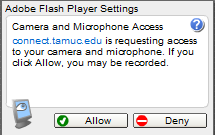 Adobe Flash Player Settings
Camera and Microphone Access
connect.tamuc.edu is requesting
access to your camera and microphone. If you
click Allow, you may be recorded.
Allow
Deny